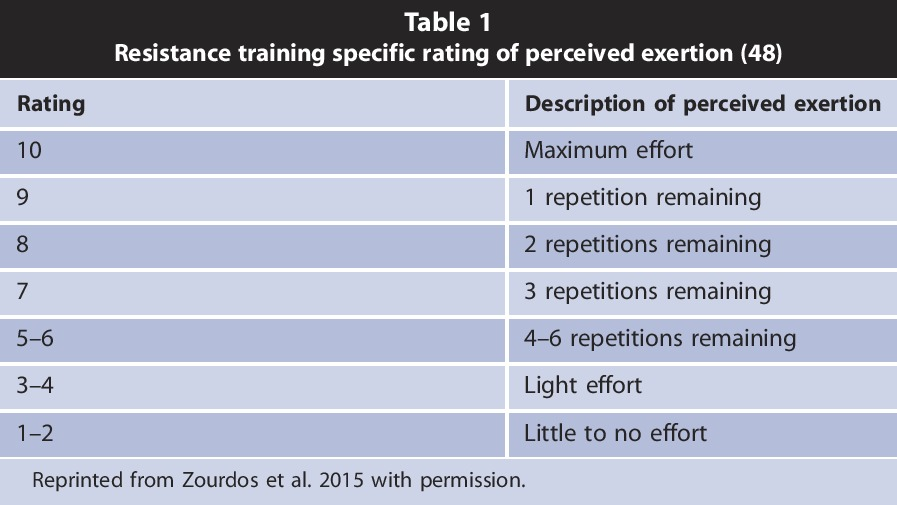 Table 1
Resistance training specific rating of perceived exertion (48)
Rating Description of perceived exertion
10 Maximum effort
9 1 repetition remaining
8 2 repetitions remaining
7 3 repetitions remaining
5–6 4–6 repetitions remaining
3–4 Light effort
1–2 Little to no effort
Reprinted from Zourdos et al. 2015 with permission.